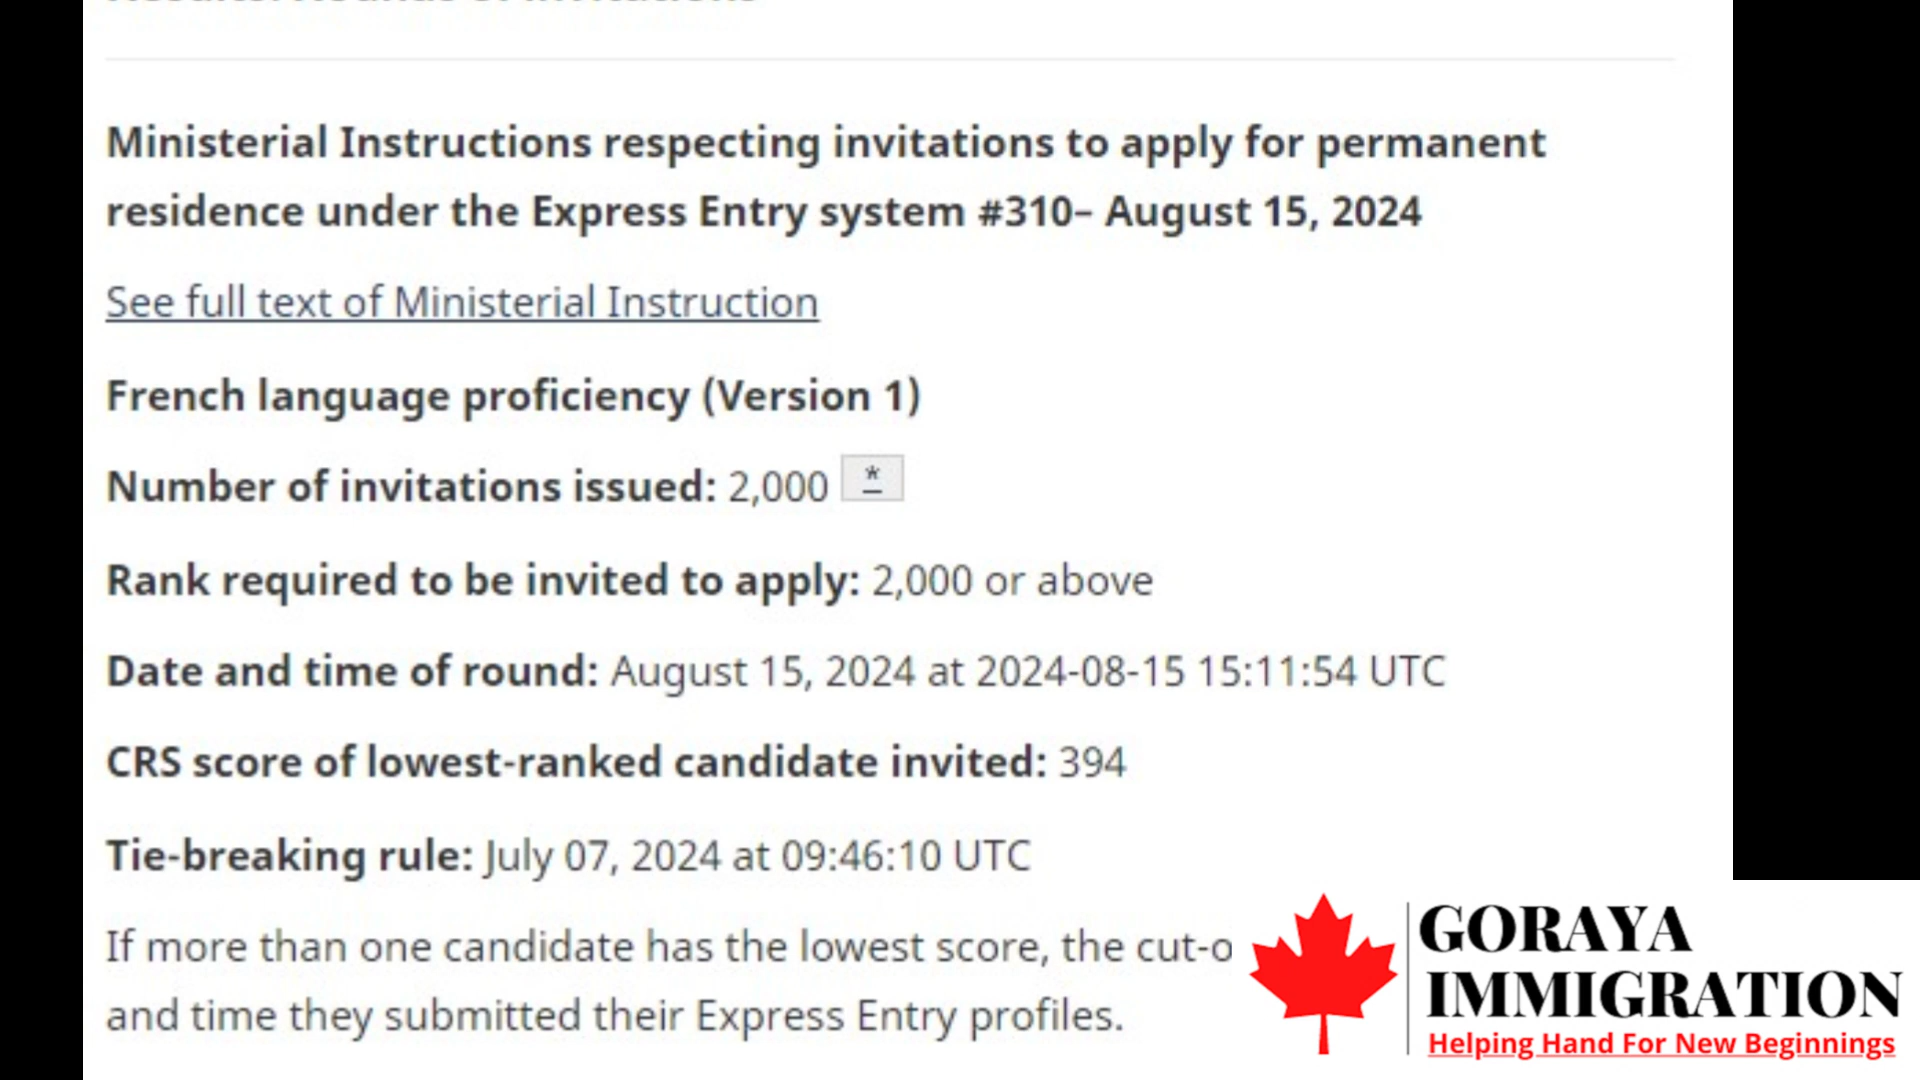 Ministerial Instructions respecting invitations to apply for permanent
residence under the Express Entry system #310– August 15, 2024
See full text of Ministerial Instruction
French language proficiency (Version 1)
Number of invitations issued: 2,000 *
Rank required to be invited to apply: 2,000 or above
Date and time of round: August 15, 2024 at 2024-08-15 15:11:54 UTC
CRS score of lowest-ranked candidate invited: 394
Tie-breaking rule: July 07, 2024 at 09:46:10 UTC
If more than one candidate has the lowest score, the cut-o
and time they submitted their Express Entry profiles.
GORAYA
IMMIGRATION
Helping Hand For New Beginnings